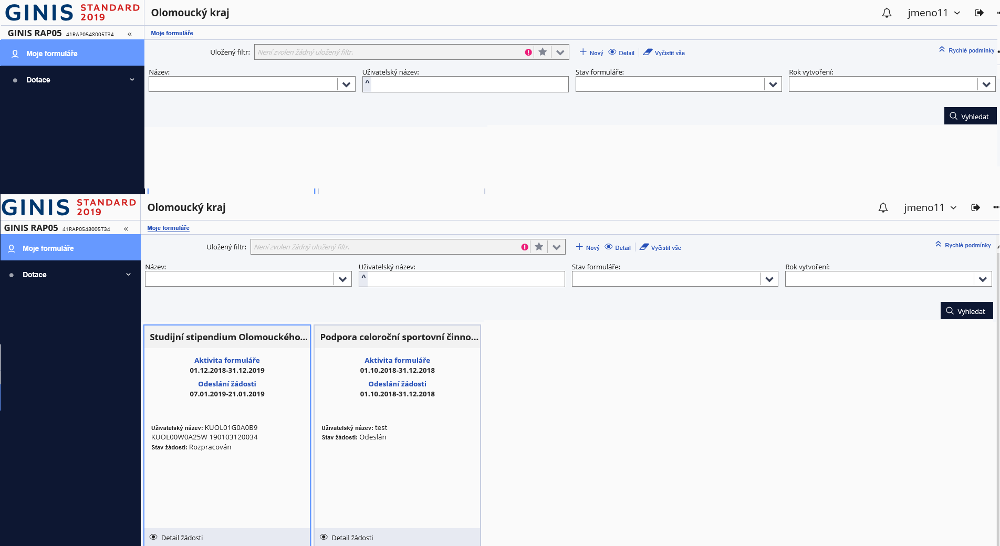 GINIS STANDARD 2019
Olomoucký kraj
jmeno11
GINIS RAP05 41RAP0548005T34 «
Moje formuláře
Moje formuláře
Uložený filtr: Není zvolen žádný uložený filtr.
Nový Detail Vyčistit vše
Rychlé podmínky
Dotace
Název: Uživatelský název: Stav formuláře: Rok vytvoření:
^
Vyhledat
GINIS STANDARD 2019
Olomoucký kraj
jmeno11
GINIS RAP05 41RAP0548005T34 «
Moje formuláře
Moje formuláře
Uložený filtr: Není zvolen žádný uložený filtr.
Nový Detail Vyčistit vše
Rychlé podmínky
Dotace
Název: Uživatelský název: Stav formuláře: Rok vytvoření:
^
Vyhledat
Studijní stipendium Olomouckého...
Aktivita formuláře
01.12.2018-31.12.2019
Odeslání žádosti
07.01.2019-21.01.2019
Uživatelský název: KUOL01G0A0B9
KUOL00W0A25W 190103120034
Stav žádosti: Rozpracován
Detail žádosti
Podpora celoroční sportovní činno...
Aktivita formuláře
01.10.2018-31.12.2018
Odeslání žádosti
01.10.2018-31.12.2018
Uživatelský název: test
Stav žádosti: Odeslán
Detail žádosti